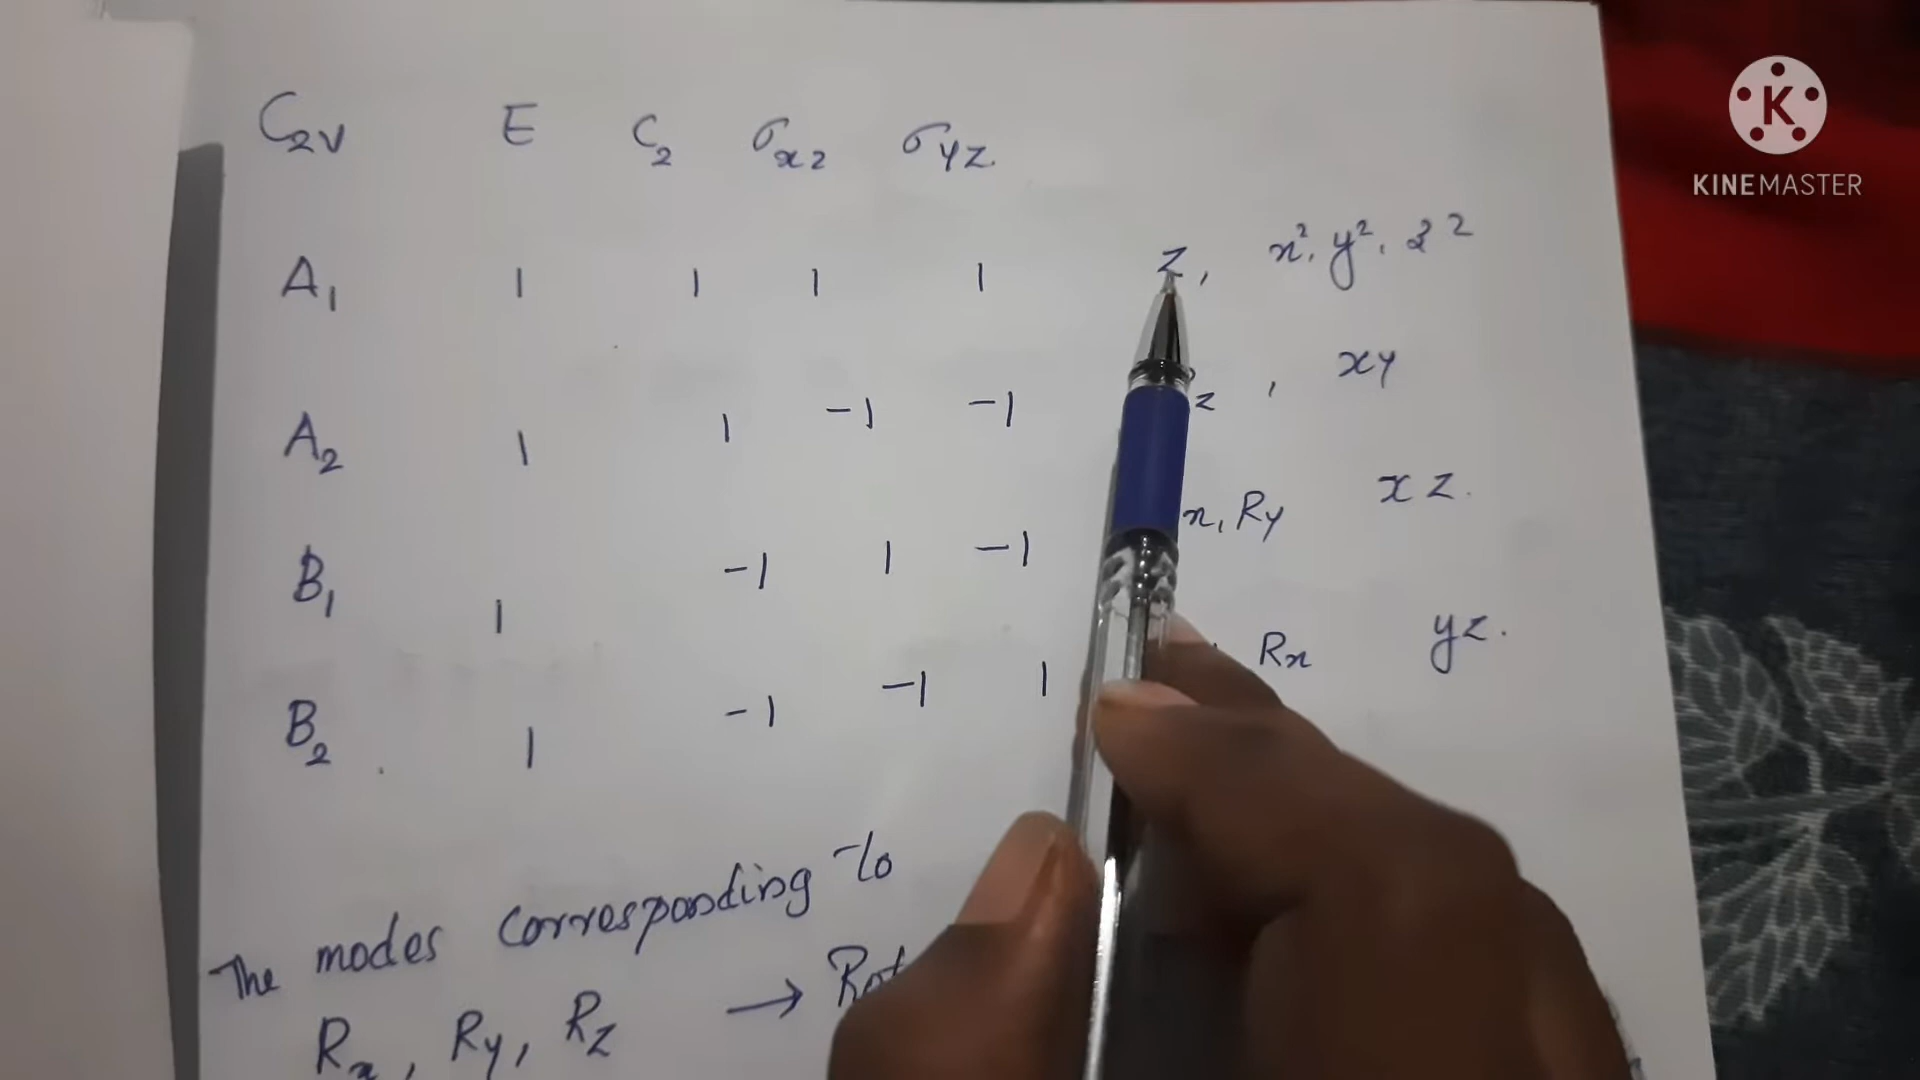 C2v E C2 σxz σyz.
A1 1 1 1 1 z, x², y², z²
A2 1 1 -1 -1 z , xy
B1 1 -1 1 -1 x, Ry xz.
B2 1 -1 -1 1 Rx yz.
The modes corresponding to
Rx, Ry, Rz →
KINEMASTER